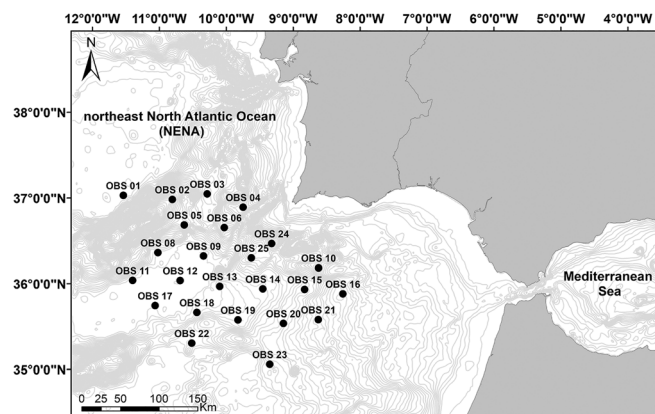 12°0'0"W 11°0'0"W 10°0'0"W 9°0'0"W 8°0'0"W 7°0'0"W 6°0'0"W 5°0'0"W 4°0'0"W
N
38°0'0"N
northeast North Atlantic Ocean
(NENA)
37°0'0"N
OBS 01
OBS 02
OBS 03
OBS 04
OBS 05
OBS 06
OBS 24
OBS 08
OBS 09
OBS 25
OBS 10
36°0'0"N
OBS 11
OBS 12
OBS 13
OBS 14
OBS 15
OBS 16
Mediterranean
Sea
OBS 17
OBS 18
OBS 19
OBS 20
OBS 21
OBS 22
35°0'0"N
OBS 23
0 25 50 100 150
Km